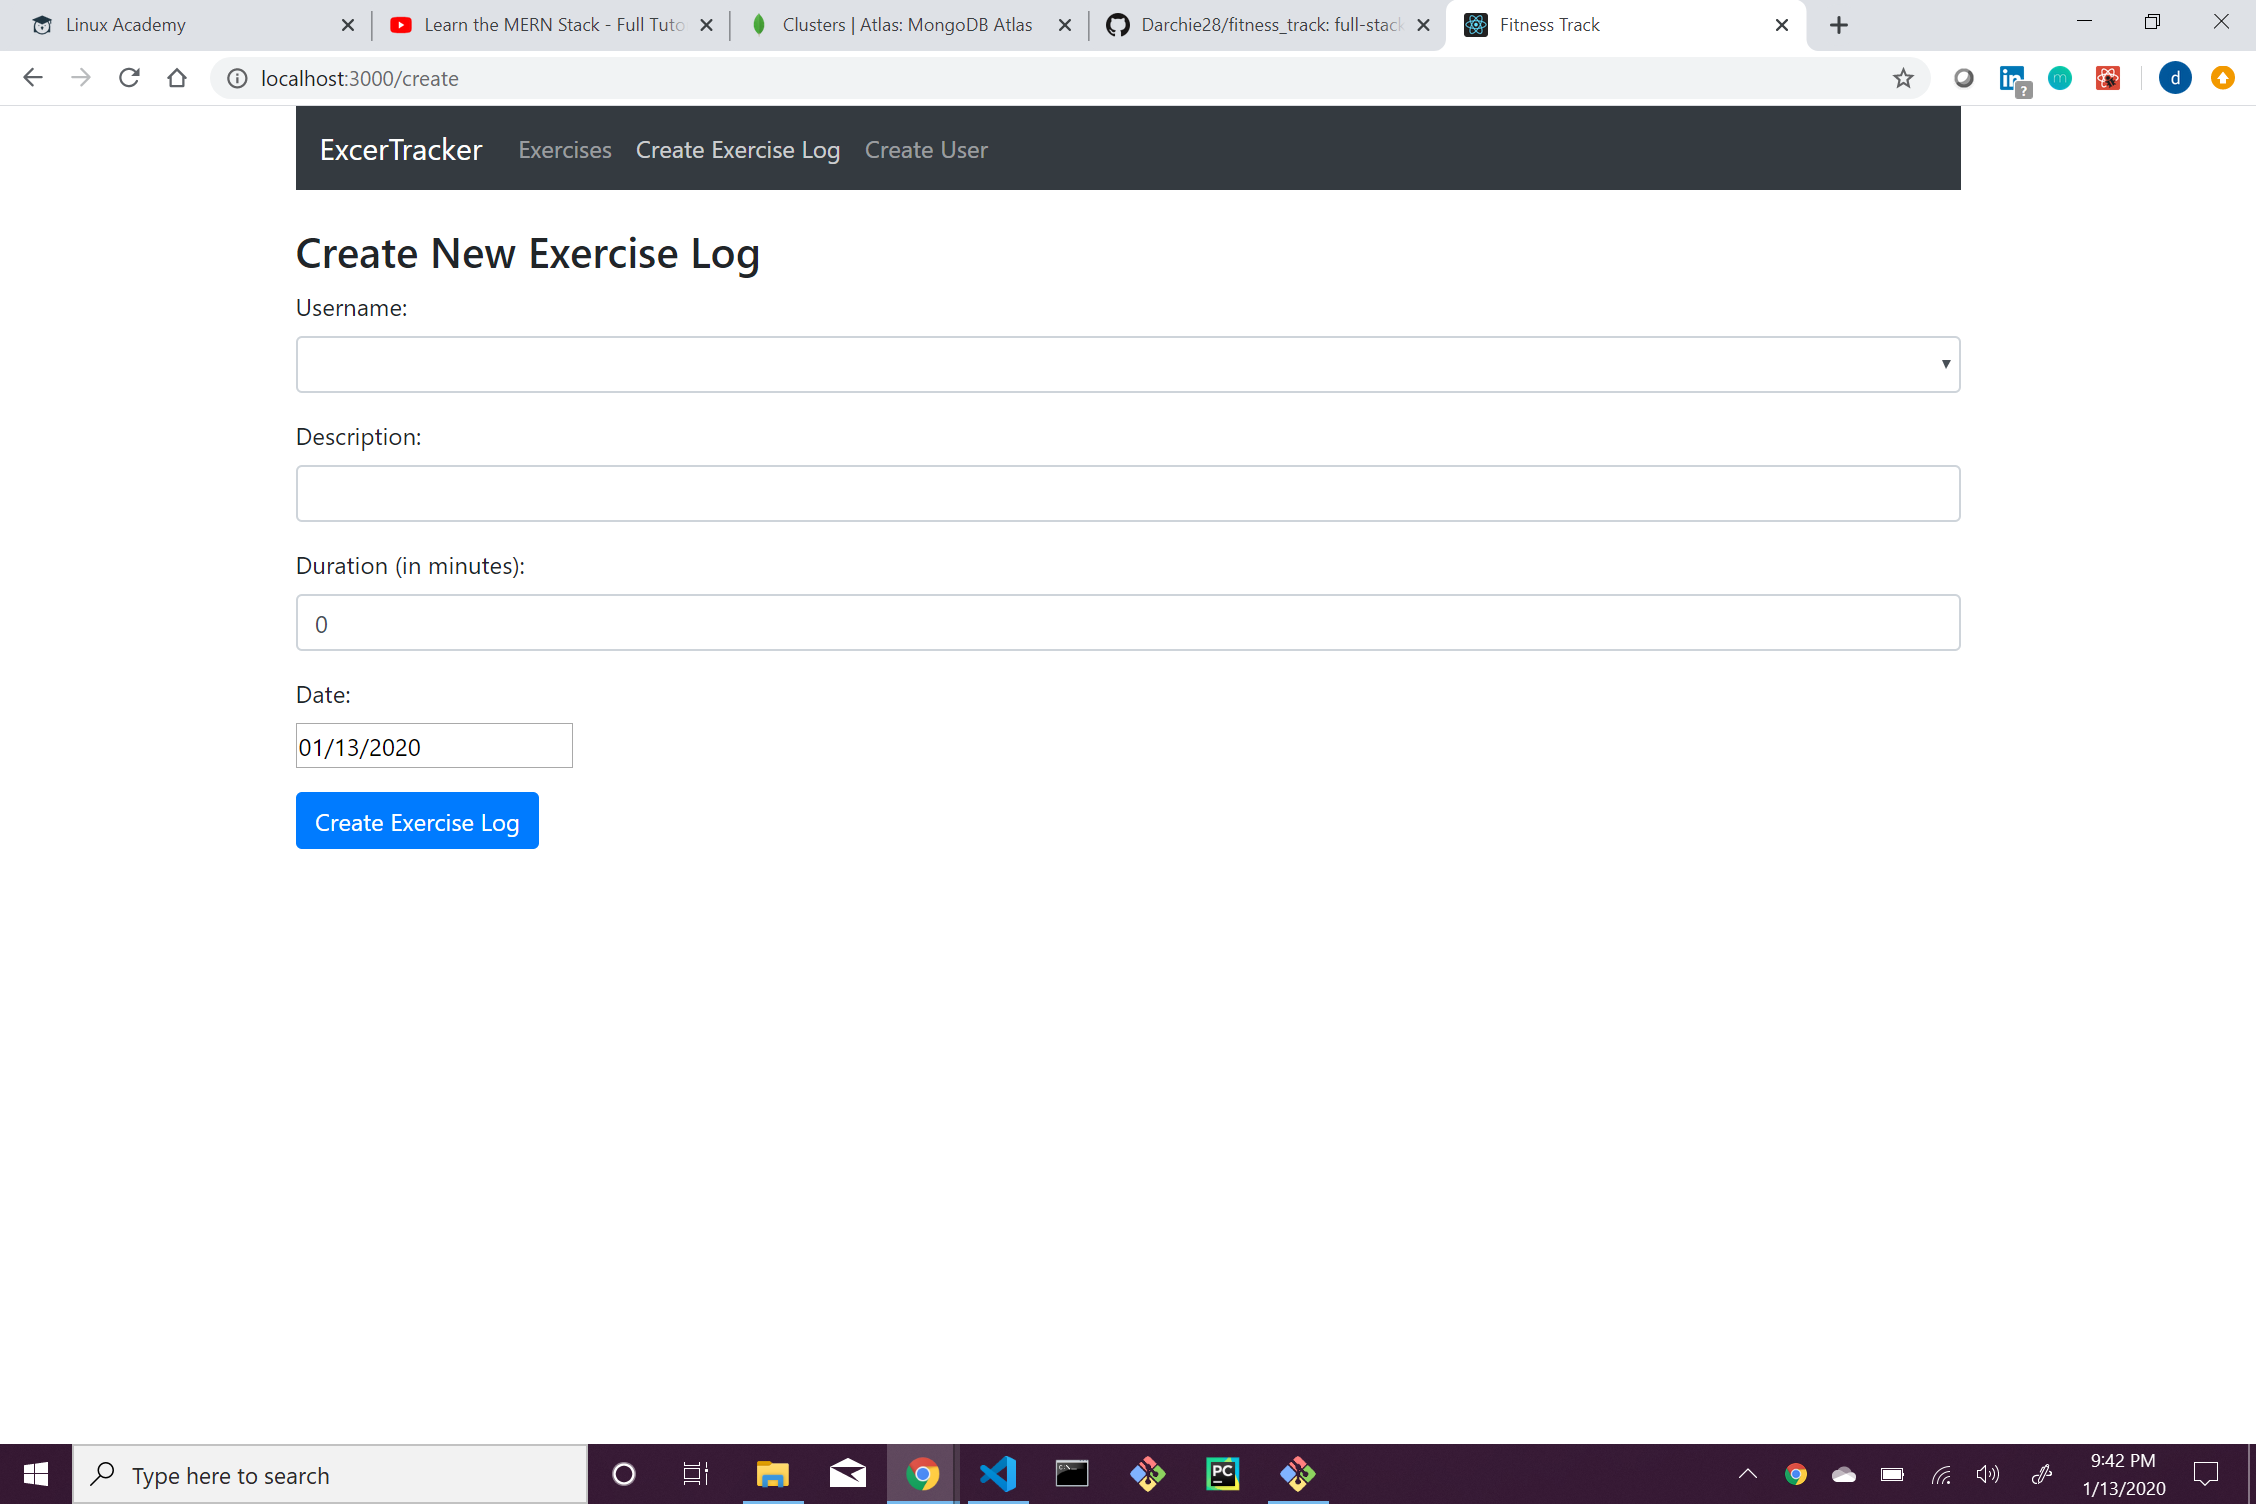 Linux Academy
Learn the MERN Stack - Full Tuto
Clusters | Atlas: MongoDB Atlas
Darchie28/fitness_track: full-stack
Fitness Track
localhost:3000/create
in
?
m
d
ExcerTracker
Exercises
Create Exercise Log
Create User
Create New Exercise Log
Username:
Description:
Duration (in minutes):
0
Date:
01/13/2020
Create Exercise Log
Type here to search
PC
9:42 PM
1/13/2020